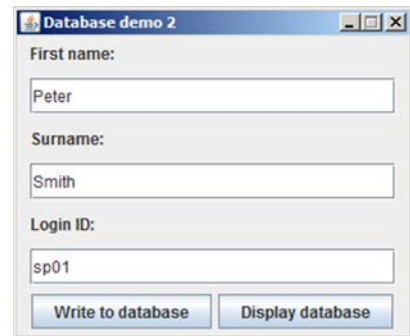 Database demo 2
First name:
Peter
Surname:
Smith
Login ID:
sp01
Write to database Display database